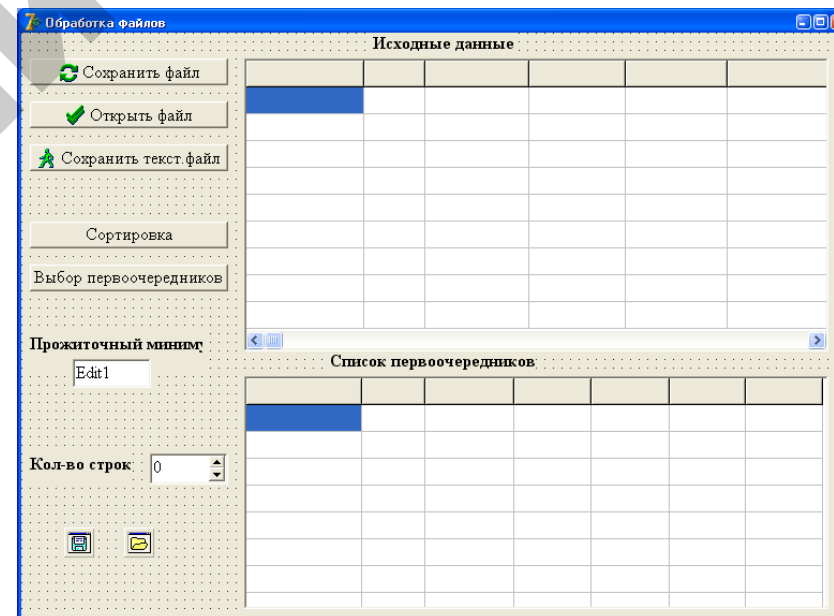 Обработка файлов
Исходные данные
Сохранить файл
Открыть файл
Сохранить текст.файл
Сортировка
Выбор первоочередников
Прожиточный миниму
Edit1
Список первоочередников
Кол-во строк
0